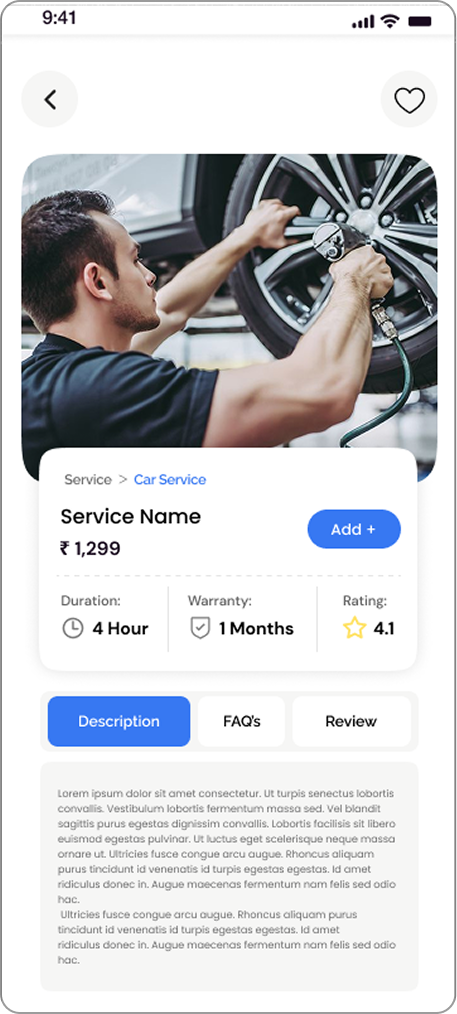 9:41
Service > Car Service
Service Name
₹ 1,299
Add +
Duration:
4 Hour
Warranty:
1 Months
Rating:
4.1
Description
FAQ's
Review
Lorem ipsum dolor sit amet consectetur. Ut turpis senectus lobortis
convallis. Vestibulum lobortis fermentum massa sed. Vel blandit
sagittis purus egestas dignissim convallis. Lobortis facilisis sit libero
euismod egestas pulvinar. Ut luctus eget scelerisque neque massa
ornare ut. Ultricies fusce congue arcu augue. Rhoncus aliquam
purus tincidunt id venenatis id turpis egestas egestas. Id amet
ridiculus donec in. Augue maecenas fermentum nam felis sed odio
hac.
Ultricies fusce congue arcu augue. Rhoncus aliquam purus
tincidunt id venenatis id turpis egestas egestas. Id amet
ridiculus donec in. Augue maecenas fermentum nam felis sed odio
hac.